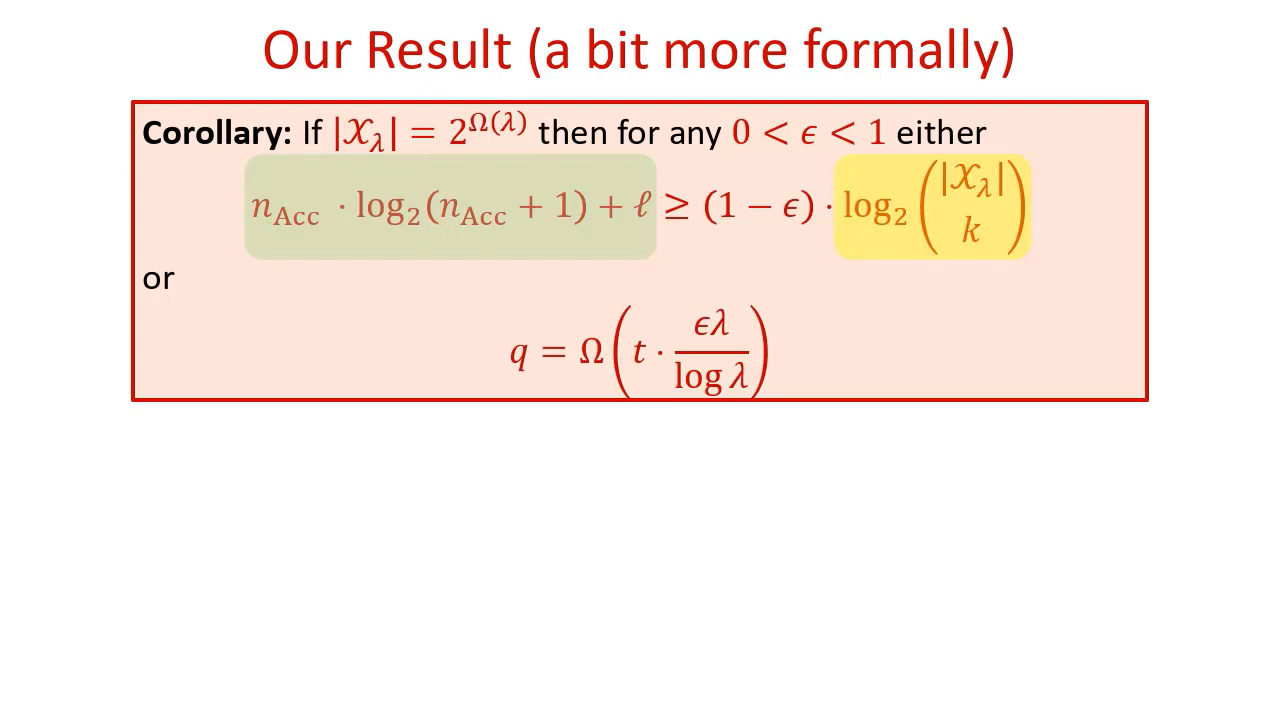 Our Result (a bit more formally)
Corollary: If |𝒳_λ| = 2^{Ω(λ)} then for any 0 < ϵ < 1 either
n_Acc · log₂(n_Acc + 1) + ℓ ≥ (1 − ϵ) · log₂ (|𝒳_λ| k)
or
q = Ω(t · ϵλ / log λ)